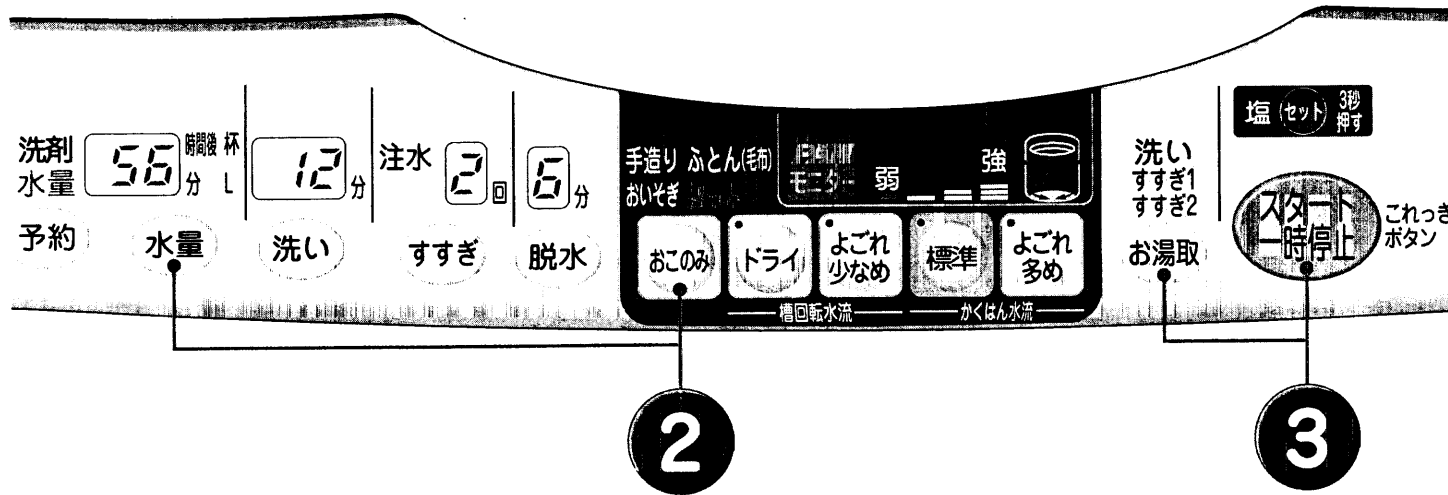 洗剤
水量
56
時間後 杯
分 L
12 分
注水 2 回
6 分
手造り ふとん(毛布)
おいそぎ
モニター
弱
強
洗い
すすぎ1
すすぎ2
塩 セット 3秒
押す
予約
水量
洗い
すすぎ
脱水
おこのみ
ドライ
よごれ
少なめ
標準
よごれ
多め
お湯取
スタート
一時停止
これっき
ボタン
槽回転水流
かくはん水流
2
3